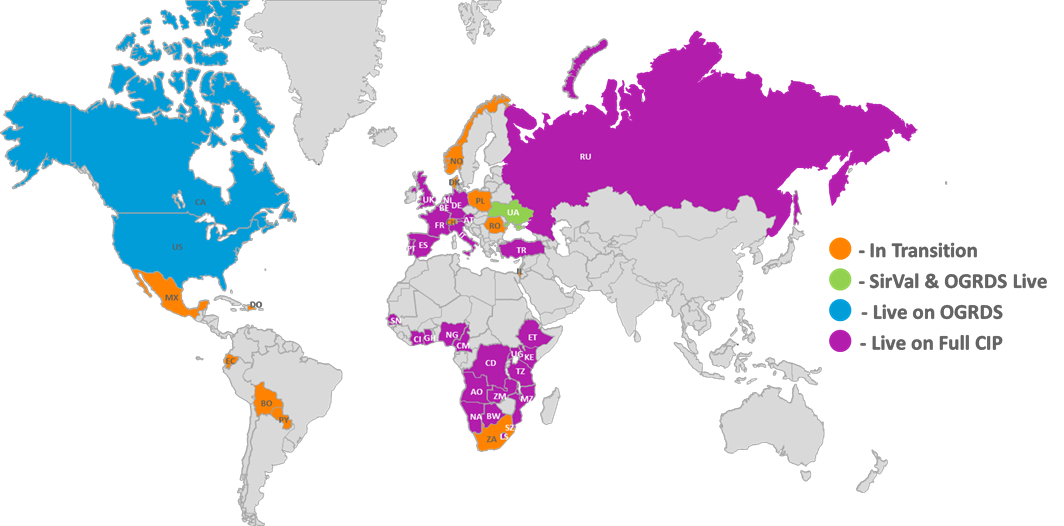 CA
US
MX
DO
EC
BO
PY
NO
DK
UK
NL
BE
DE
PL
UA
FR
AT
RO
PT
ES
TR
IL
RU
SN
CI
GH
NG
CM
ET
CD
UG
KE
TZ
AO
ZM
MZ
NA
BW
ZA
SZ
LS
- In Transition
- SirVal & OGRDS Live
- Live on OGRDS
- Live on Full CIP